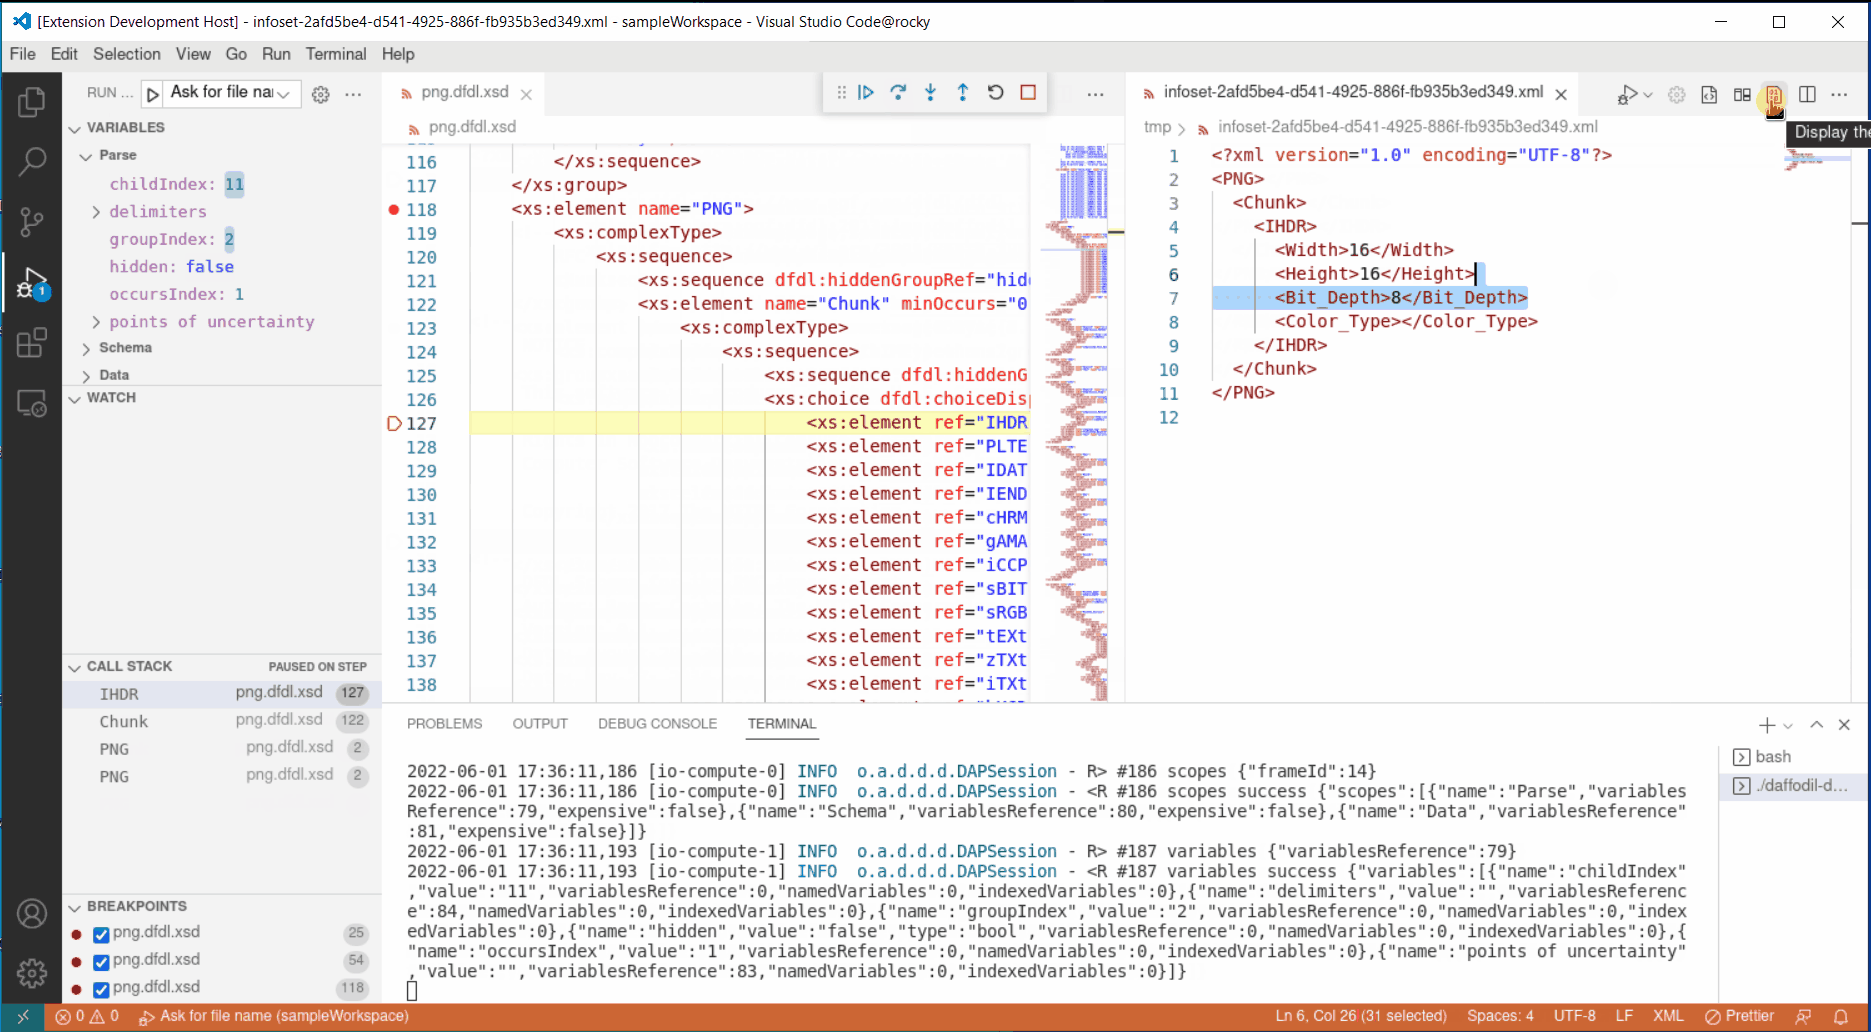 [Extension Development Host] - infoset-2afd5be4-d541-4925-886f-fb935b3ed349.xml - sampleWorkspace - Visual Studio Code@rocky
File Edit Selection View Go Run Terminal Help
RUN ... Ask for file nai
VARIABLES
Parse
childIndex: 11
delimiters
groupIndex: 2
hidden: false
occursIndex: 1
points of uncertainty
Schema
Data
WATCH
CALL STACK PAUSED ON STEP
IHDR png.dfdl.xsd 127
Chunk png.dfdl.xsd 122
PNG png.dfdl.xsd 2
PNG png.dfdl.xsd 2
BREAKPOINTS
png.dfdl.xsd 25
png.dfdl.xsd 54
png.dfdl.xsd 118
1
png.dfdl.xsd
png.dfdl.xsd
116 </xs:sequence>
117 </xs:group>
118 <xs:element name="PNG">
119 <xs:complexType>
120 <xs:sequence>
121 <xs:sequence dfdl:hiddenGroupRef="hid
122 <xs:element name="Chunk" minOccurs="0
123 <xs:complexType>
124 <xs:sequence>
125 <xs:sequence dfdl:hiddenG
126 <xs:choice dfdl:choiceDis
127 <xs:element ref="IHDR
128 <xs:element ref="PLTE
129 <xs:element ref="IDAT
130 <xs:element ref="IEND
131 <xs:element ref="cHRM
132 <xs:element ref="gAMA
133 <xs:element ref="iCCP
134 <xs:element ref="sBIT
135 <xs:element ref="sRGB
136 <xs:element ref="tEXt
137 <xs:element ref="zTXt
138 <xs:element ref="iTXt
infoset-2afd5be4-d541-4925-886f-fb935b3ed349.xml
Display the
tmp > infoset-2afd5be4-d541-4925-886f-fb935b3ed349.xml
1 <?xml version="1.0" encoding="UTF-8"?>
2 <PNG>
3 <Chunk>
4 <IHDR>
5 <Width>16</Width>
6 <Height>16</Height>
7 <Bit_Depth>8</Bit_Depth>
8 <Color_Type></Color_Type>
9 </IHDR>
10 </Chunk>
11 </PNG>
12
PROBLEMS OUTPUT DEBUG CONSOLE TERMINAL
2022-06-01 17:36:11,186 [io-compute-0] INFO o.a.d.d.d.DAPSession - R> #186 scopes {"frameId":14}
2022-06-01 17:36:11,186 [io-compute-0] INFO o.a.d.d.d.DAPSession - <R #186 scopes success {"scopes":[{"name":"Parse","variables
Reference":79,"expensive":false},{"name":"Schema","variablesReference":80,"expensive":false},{"name":"Data","variablesReference"
:81,"expensive":false}]}
2022-06-01 17:36:11,193 [io-compute-1] INFO o.a.d.d.d.DAPSession - R> #187 variables {"variablesReference":79}
2022-06-01 17:36:11,193 [io-compute-1] INFO o.a.d.d.d.DAPSession - <R #187 variables success {"variables":[{"name":"childIndex"
,"value":"11","variablesReference":0,"namedVariables":0,"indexedVariables":0},{"name":"delimiters","value":"","variablesReferenc
e":84,"namedVariables":0,"indexedVariables":0},{"name":"groupIndex","value":"2","variablesReference":0,"namedVariables":0,"index
edVariables":0},{"name":"hidden","value":"false","type":"bool","variablesReference":0,"namedVariables":0,"indexedVariables":0},{
"name":"occursIndex","value":"1","variablesReference":0,"namedVariables":0,"indexedVariables":0},{"name":"points of uncertainty"
,"value":"","variablesReference":83,"namedVariables":0,"indexedVariables":0}]}
bash
./daffodil-d...
0 0 Ask for file name (sampleWorkspace) Ln 6, Col 26 (31 selected) Spaces: 4 UTF-8 LF XML Prettier